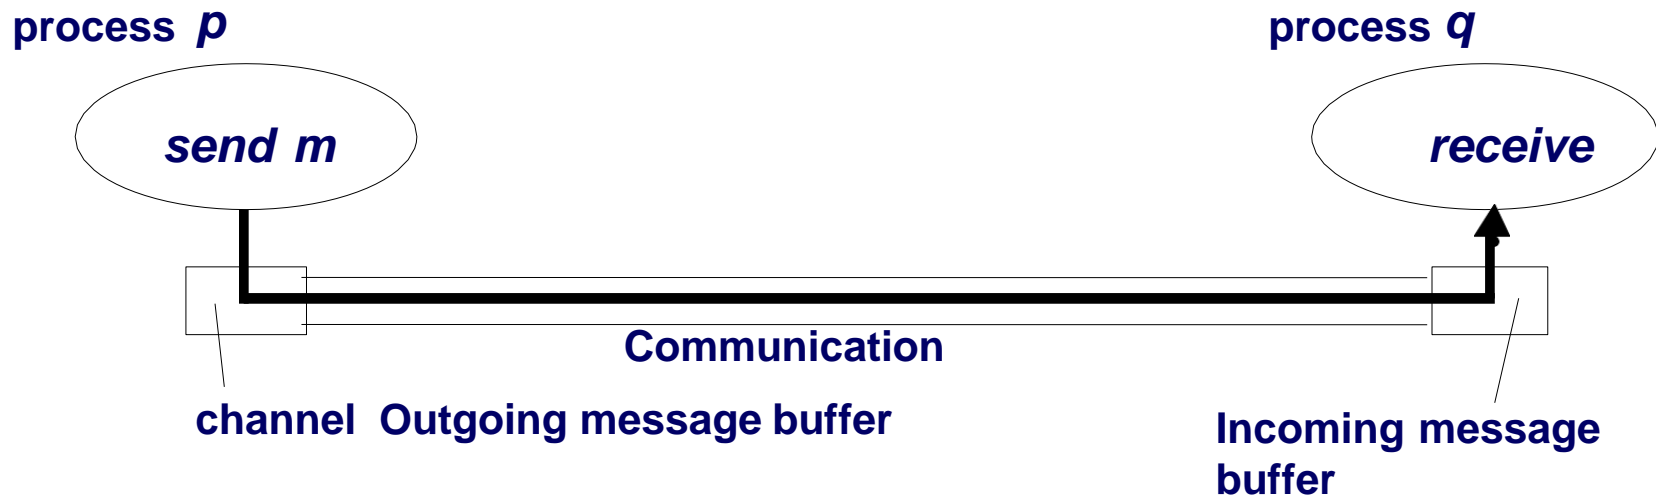 process p
process q
send m
receive
Communication
channel Outgoing message buffer
Incoming message
buffer